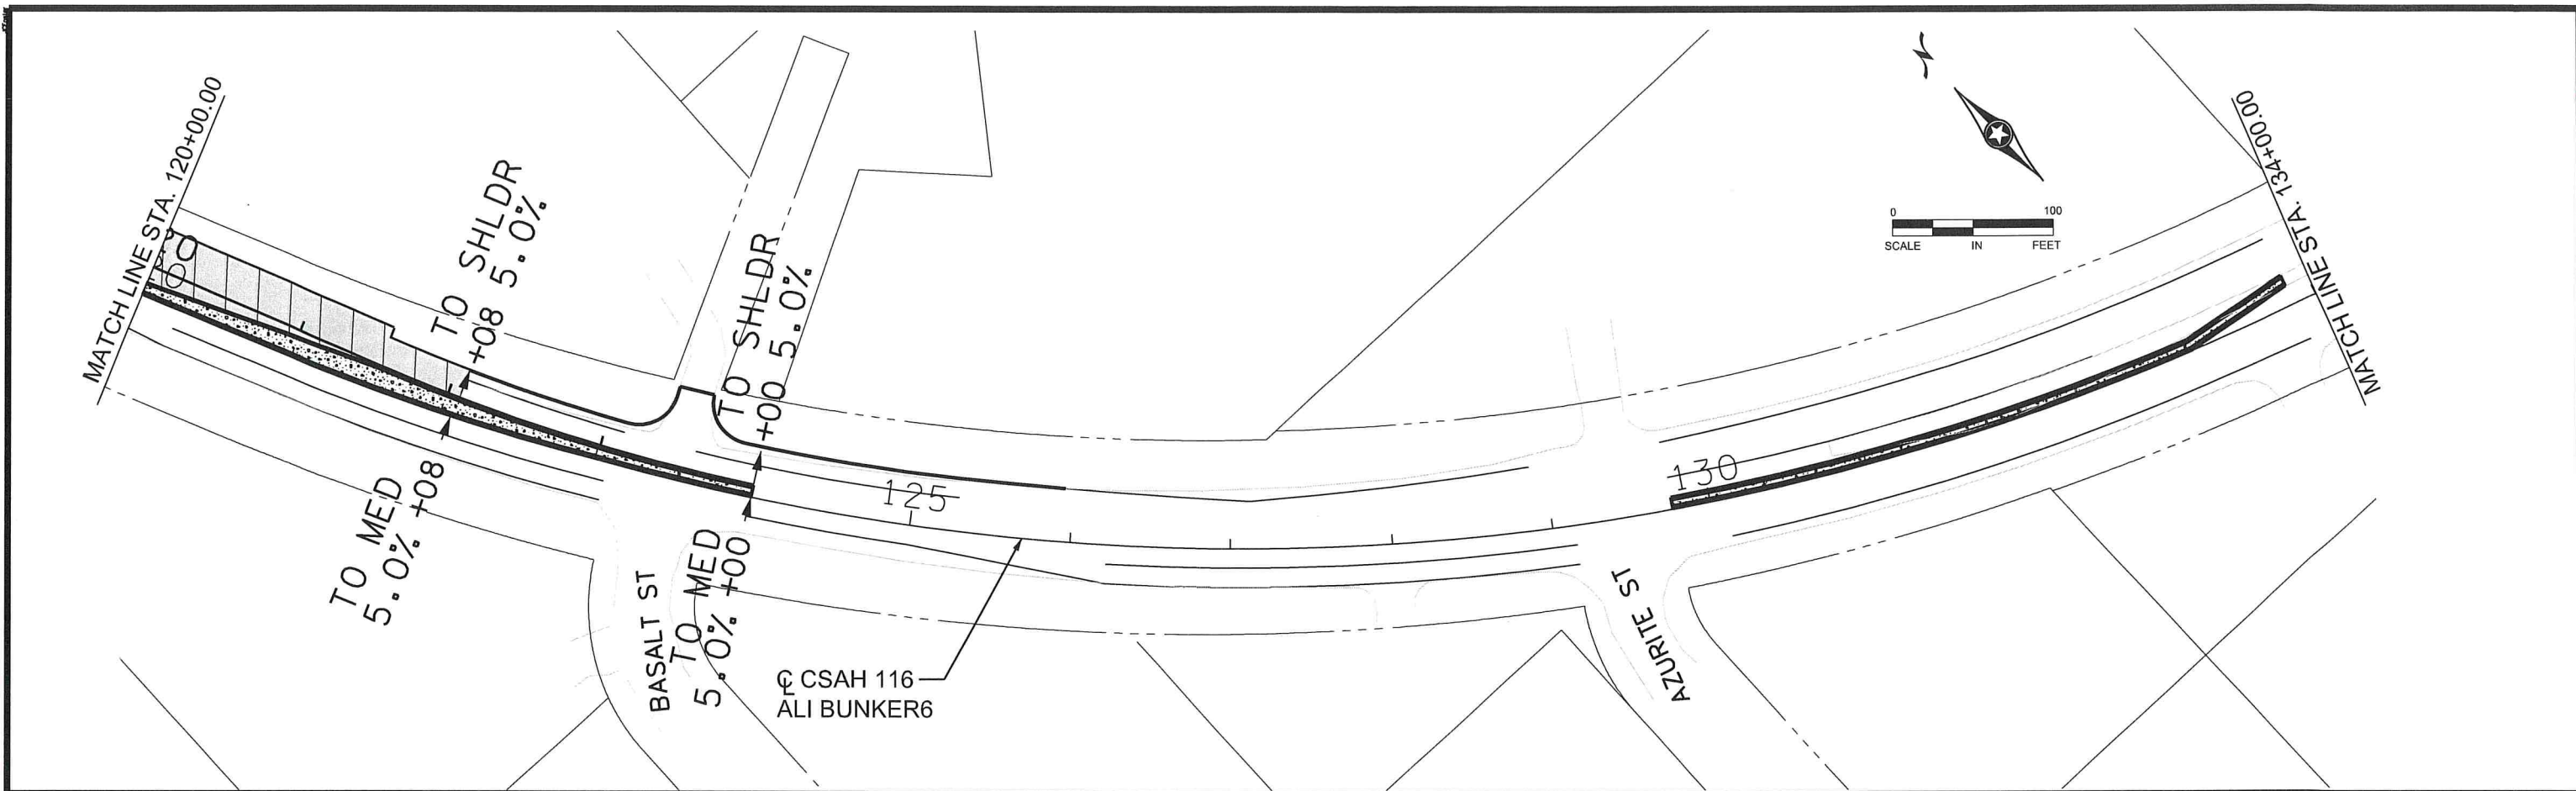 MATCH LINE STA. 120+00.00
TO SHLDR
+08 5.0%
TO SHLDR
+00 5.0%
TO MED
5.0% +08
TO MED
5.0% +00
BASALT ST
℄ CSAH 116
ALI BUNKER6
125
130
AZURITE ST
0 100
SCALE IN FEET
MATCH LINE STA. 134+00.00